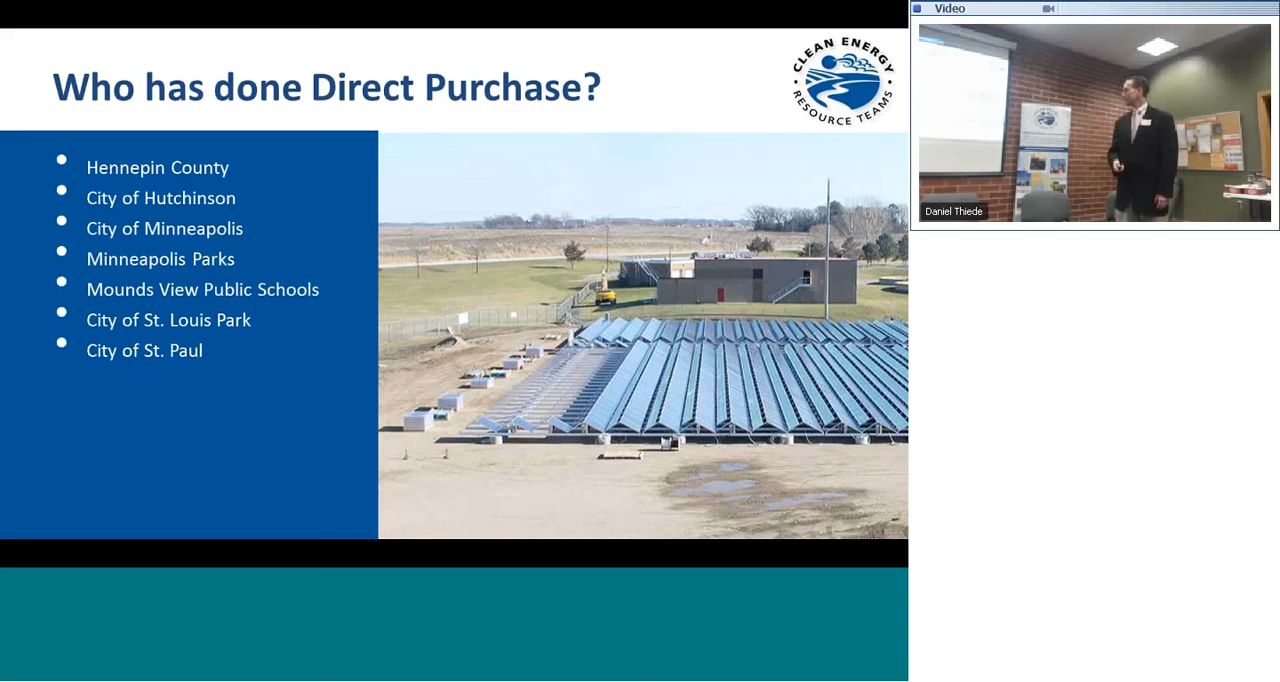 Who has done Direct Purchase?
CLEAN ENERGY
RESOURCE TEAMS
Hennepin County
City of Hutchinson
City of Minneapolis
Minneapolis Parks
Mounds View Public Schools
City of St. Louis Park
City of St. Paul
Video
Daniel Thiede